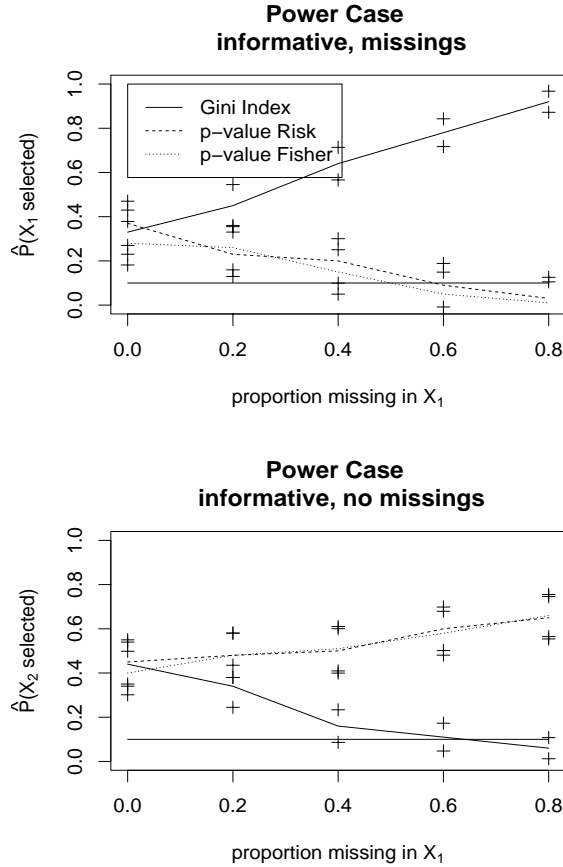 Power Case
informative, missings
Gini Index
p−value Risk
p−value Fisher
P̂(X₁ selected)
1.0
0.8
0.6
0.4
0.2
0.0
0.0 0.2 0.4 0.6 0.8
proportion missing in X₁
Power Case
informative, no missings
P̂(X₂ selected)
1.0
0.8
0.6
0.4
0.2
0.0
0.0 0.2 0.4 0.6 0.8
proportion missing in X₁